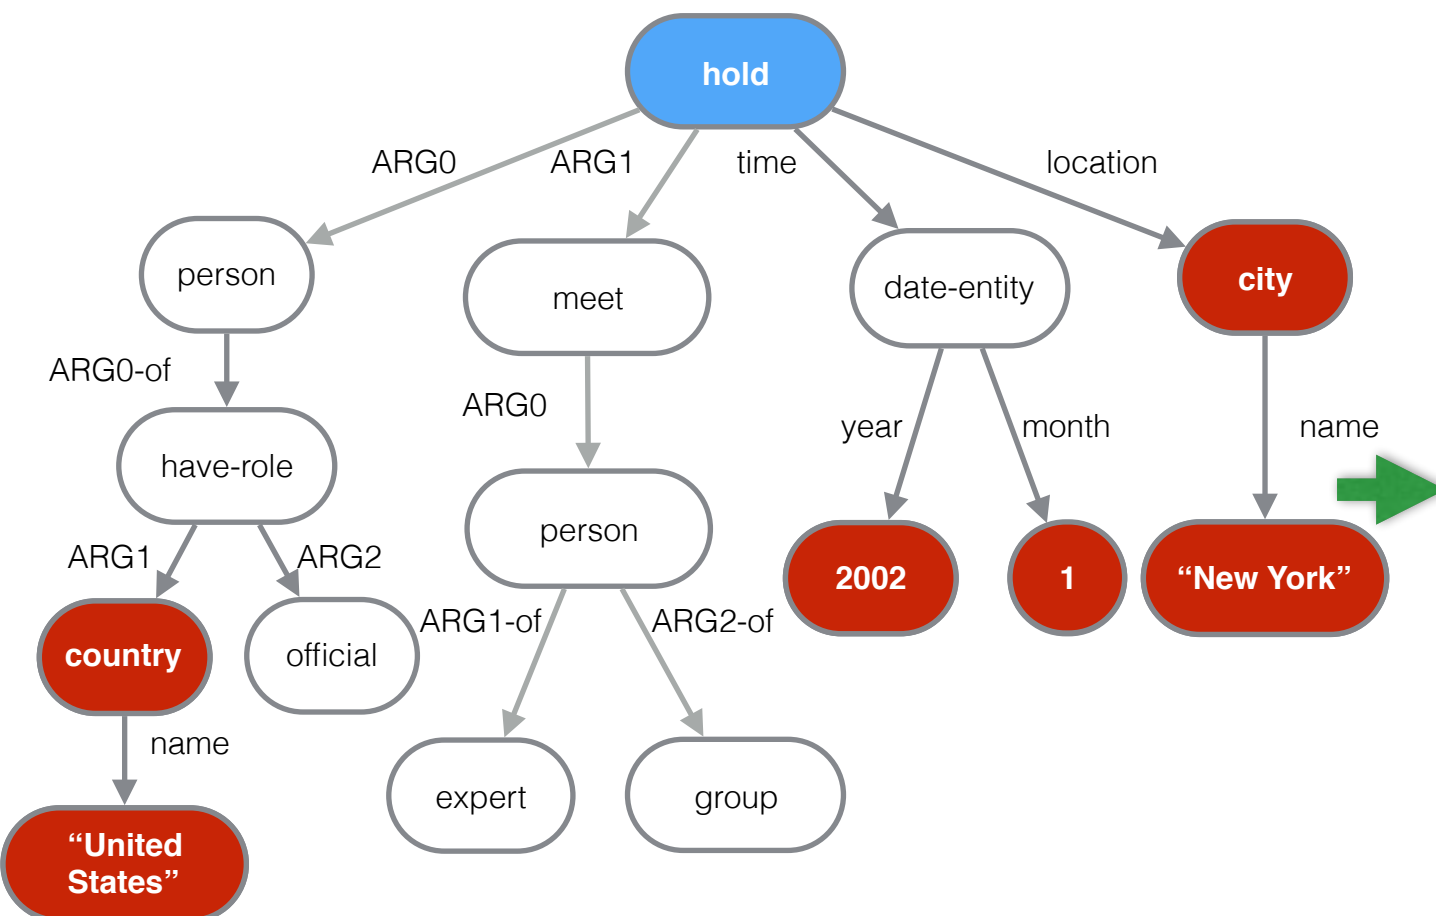 hold
ARG0
ARG1
time
location
person
meet
date-entity
city
ARG0-of
ARG0
year
month
name
have-role
person
ARG1
ARG2
2002
1
“New York”
country
official
ARG1-of
ARG2-of
name
expert
group
“United
States”